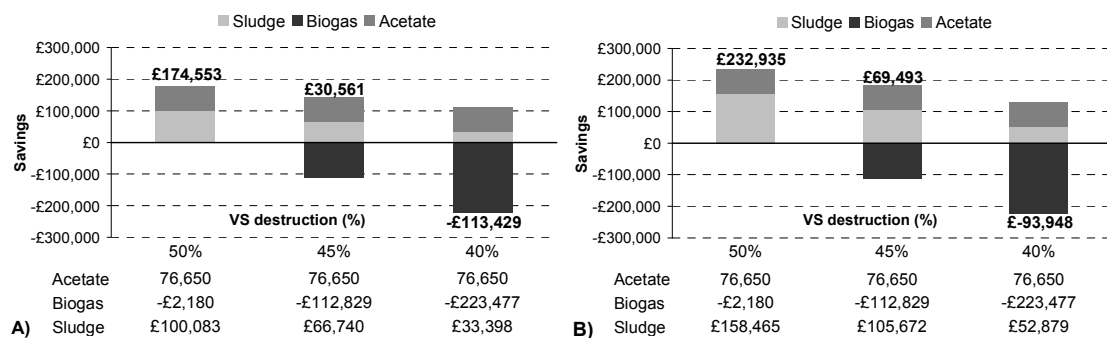 Sludge Biogas Acetate
£300,000
£200,000
£100,000
£0
-£100,000
-£200,000
-£300,000
Savings
£174,553
£30,561
-£113,429
VS destruction (%)
50% 45% 40%
Acetate 76,650 76,650 76,650
Biogas -£2,180 -£112,829 -£223,477
Sludge £100,083 £66,740 £33,398
A)
Sludge Biogas Acetate
£300,000
£200,000
£100,000
£0
-£100,000
-£200,000
-£300,000
Savings
£232,935
£69,493
£-93,948
VS destruction (%)
50% 45% 40%
76,650 76,650 76,650
-£2,180 -£112,829 -£223,477
B) £158,465 £105,672 £52,879